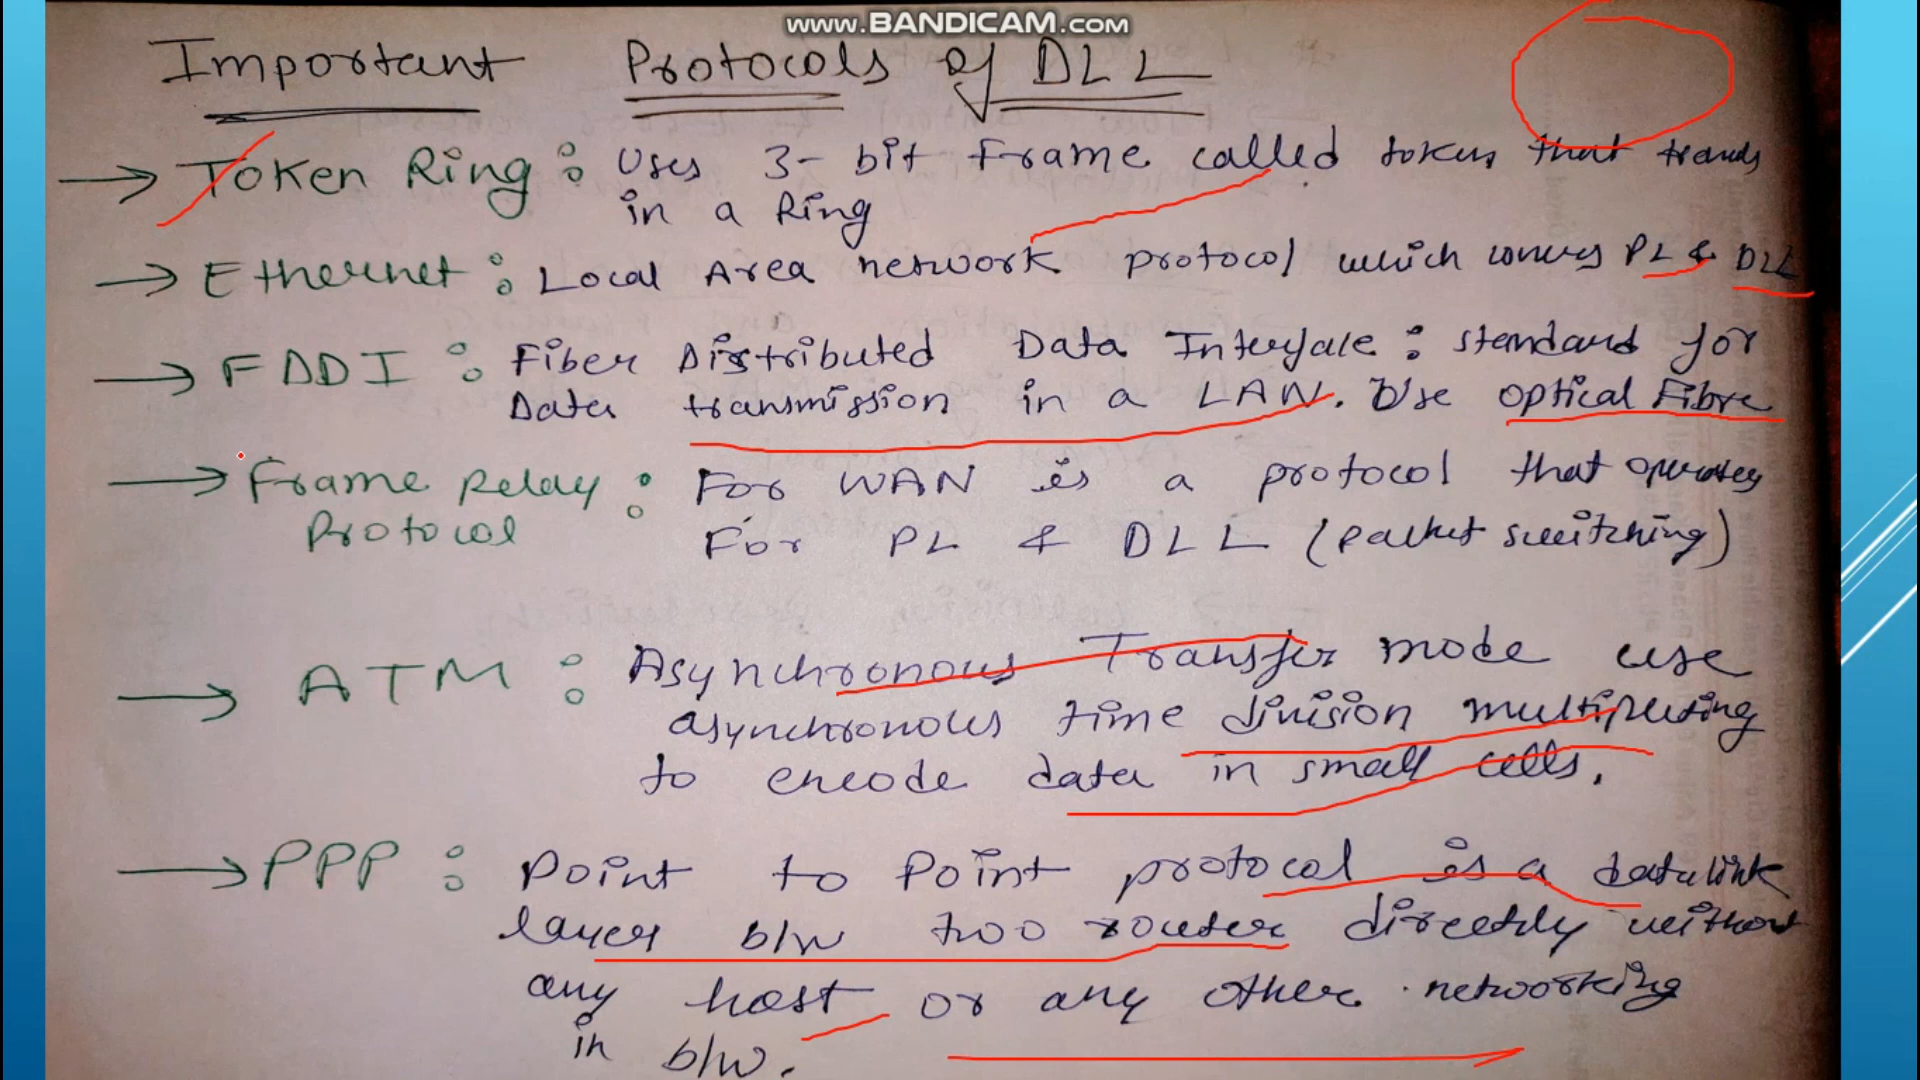 www.BANDICAM.com
Important Protocols of DLL
→ Token Ring : Uses 3-bit Frame called token that travels
in a Ring
→ Ethernet : Local Area network protocol which convers PL & DLL
→ FDDI : Fiber Distributed Data Interface : standard for
Data transmission in a LAN. Use optical Fibre
→ Frame Relay : For WAN is a protocol that operates
Protocol For PL & DLL (Packet switching)
→ ATM : Asynchronous Transfer mode use
asynchronous time division multiplexing
to encode data in small cells.
→ PPP : Point to Point protocol is a datalink
layer b/w two router directly without
any host or any other networking
in b/w.